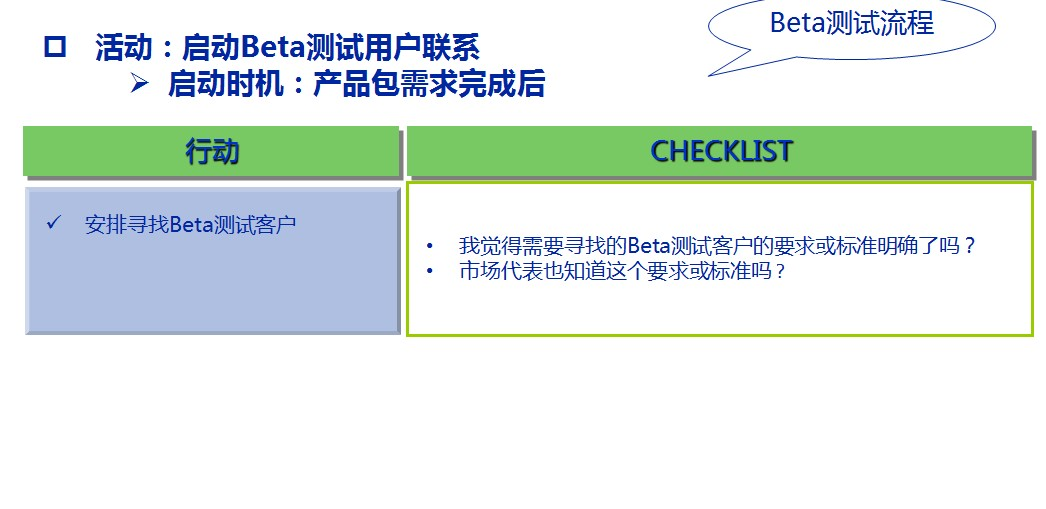 Beta测试流程
活动：启动Beta测试用户联系
启动时机：产品包需求完成后
行动
CHECKLIST
✓ 安排寻找Beta测试客户
• 我觉得需要寻找的Beta测试客户的要求或标准明确了吗？
• 市场代表也知道这个要求或标准吗？